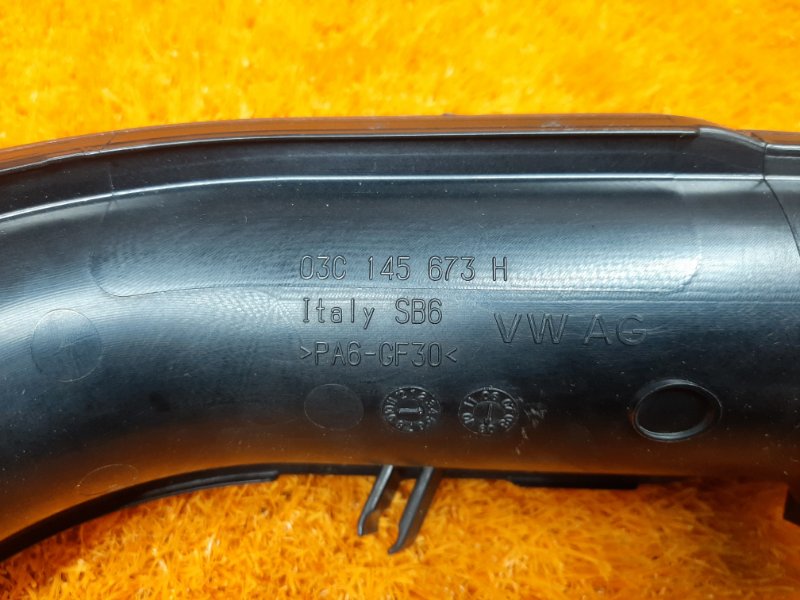 03C 145 673 H
Italy SB6
VW AG
>PA6-GF30<